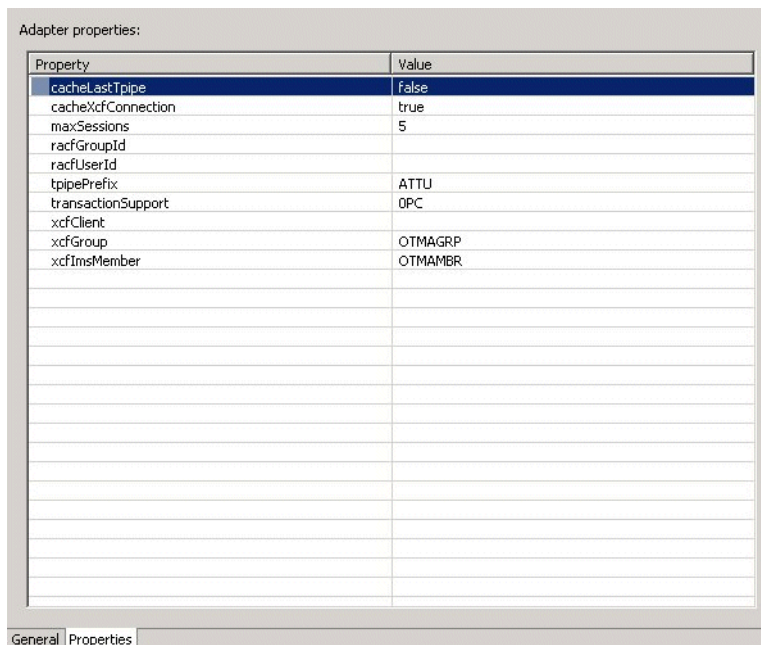 Adapter properties:
Property Value
cacheLastTpipe false
cacheXcfConnection true
maxSessions 5
racfGroupId
racfUserId
tpipePrefix ATTU
transactionSupport 0PC
xcfClient
xcfGroup OTMAGRP
xcfImsMember OTMAMBR
General Properties